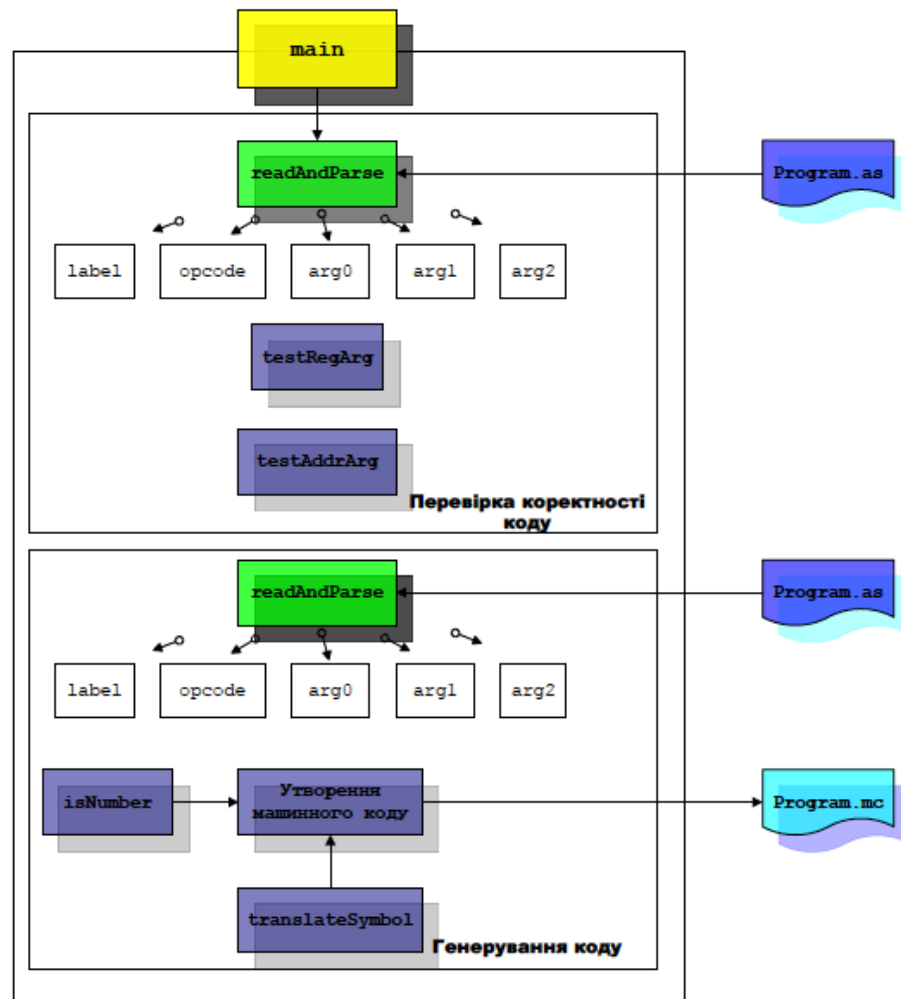 main
readAndParse
Program.as
label
opcode
arg0
arg1
arg2
testRegArg
testAddrArg
Перевірка коректності
коду
readAndParse
Program.as
label
opcode
arg0
arg1
arg2
isNumber
Утворення
машинного коду
Program.mc
translateSymbol
Генерування коду